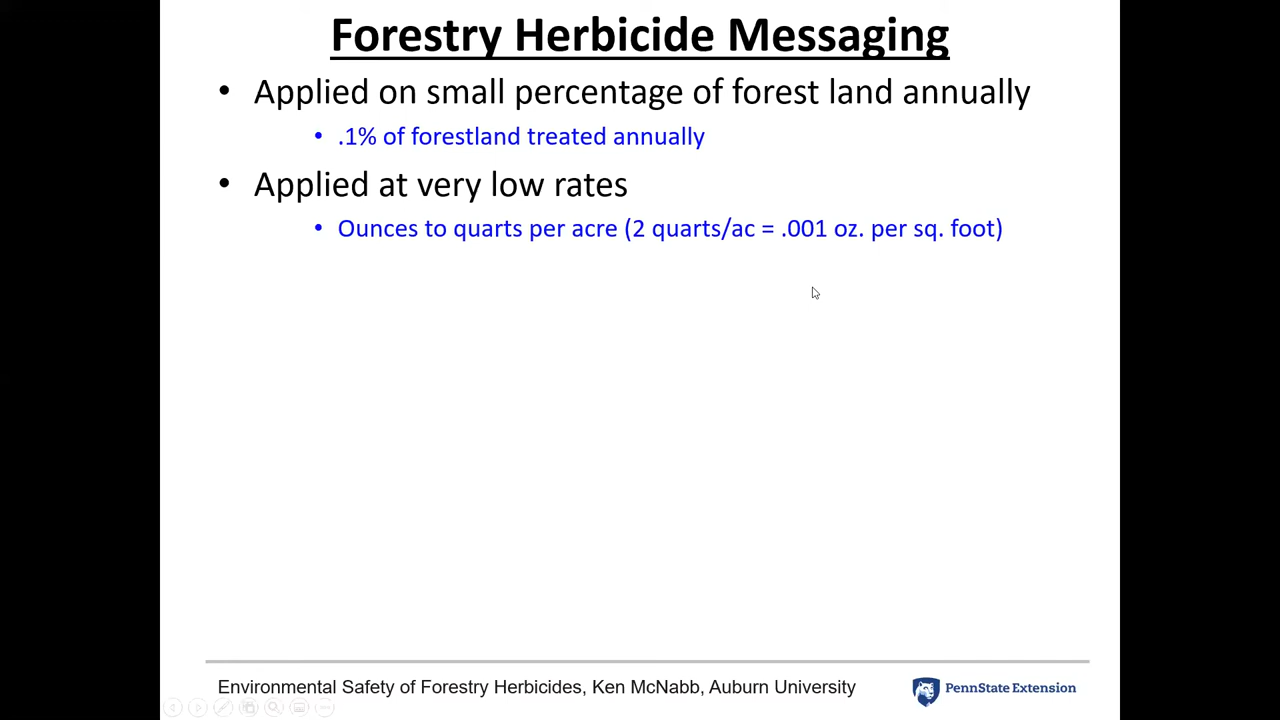 Forestry Herbicide Messaging
• Applied on small percentage of forest land annually
• .1% of forestland treated annually
• Applied at very low rates
• Ounces to quarts per acre (2 quarts/ac = .001 oz. per sq. foot)
Environmental Safety of Forestry Herbicides, Ken McNabb, Auburn University
PennState Extension